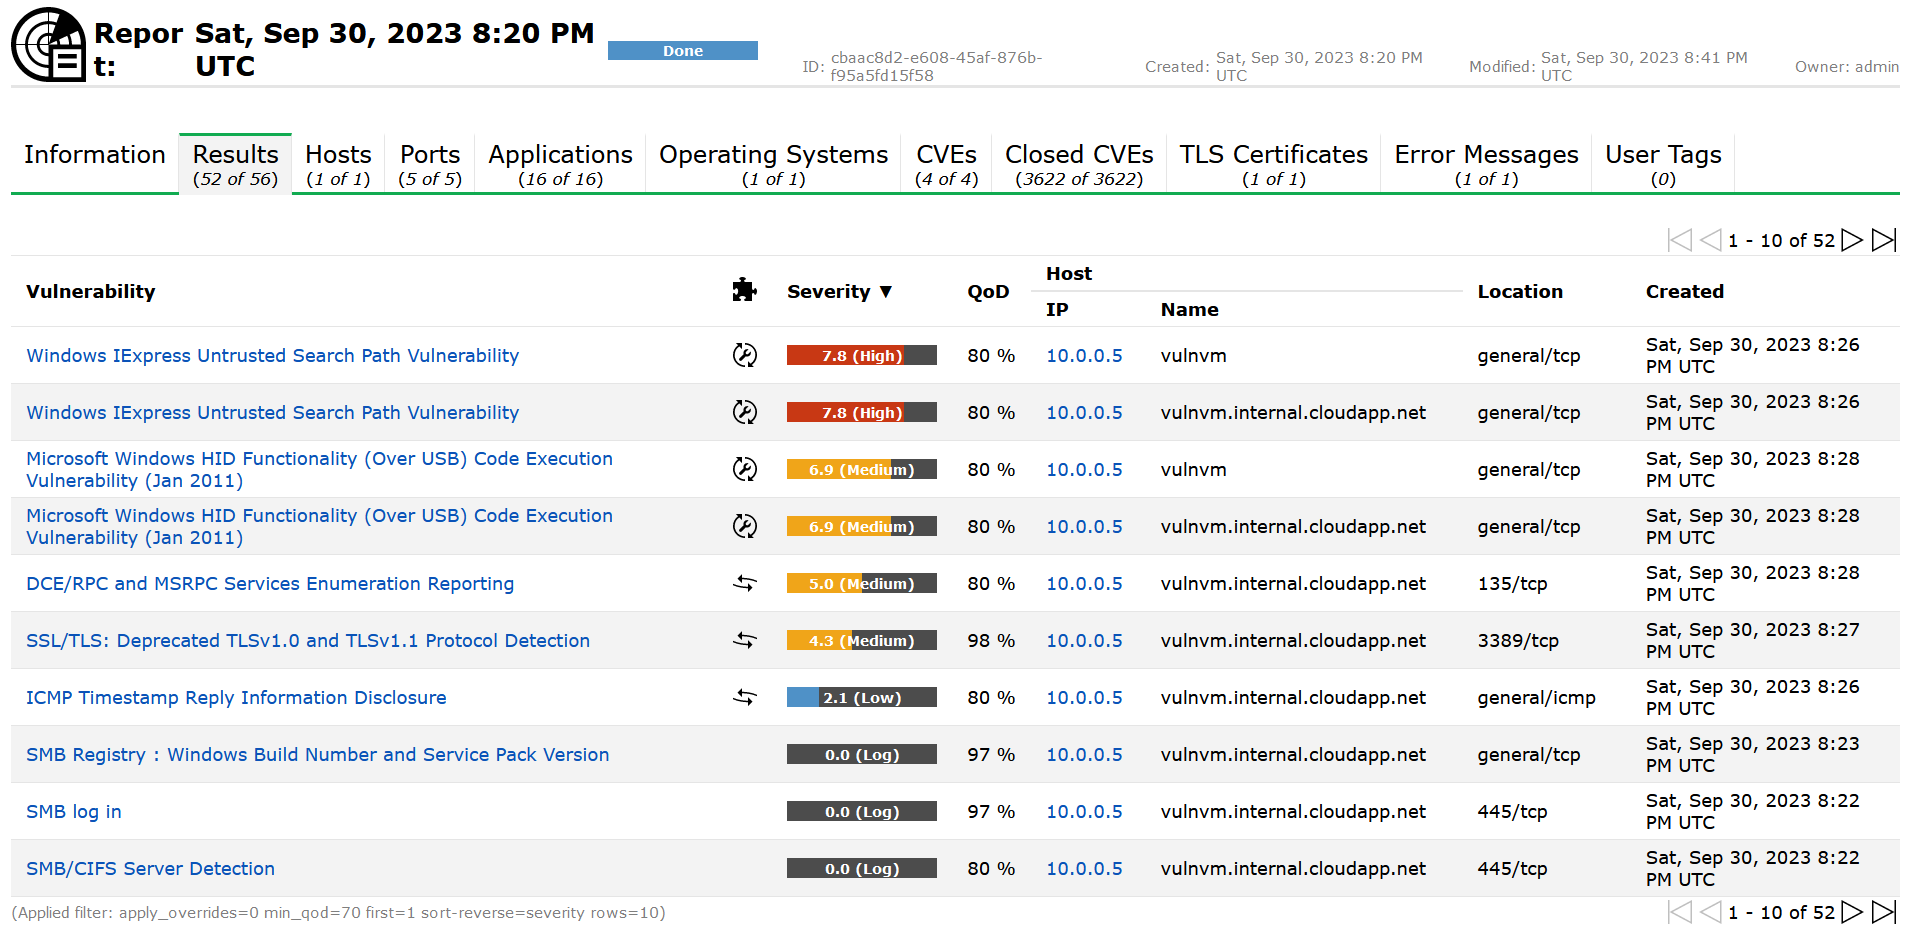 Repor Sat, Sep 30, 2023 8:20 PM
t: UTC
Done
ID: cbaac8d2-e608-45af-876b-
f95a5fd15f58
Created: Sat, Sep 30, 2023 8:20 PM
UTC
Modified: Sat, Sep 30, 2023 8:41 PM
UTC
Owner: admin
Information
Results
(52 of 56)
Hosts
(1 of 1)
Ports
(5 of 5)
Applications
(16 of 16)
Operating Systems
(1 of 1)
CVEs
(4 of 4)
Closed CVEs
(3622 of 3622)
TLS Certificates
(1 of 1)
Error Messages
(1 of 1)
User Tags
(0)
1 - 10 of 52
Vulnerability Severity ▼ QoD Host Location Created
IP Name
Windows IExpress Untrusted Search Path Vulnerability 7.8 (High) 80 % 10.0.0.5 vulnvm general/tcp Sat, Sep 30, 2023 8:26
PM UTC
Windows IExpress Untrusted Search Path Vulnerability 7.8 (High) 80 % 10.0.0.5 vulnvm.internal.cloudapp.net general/tcp Sat, Sep 30, 2023 8:26
PM UTC
Microsoft Windows HID Functionality (Over USB) Code Execution 6.9 (Medium) 80 % 10.0.0.5 vulnvm general/tcp Sat, Sep 30, 2023 8:28
Vulnerability (Jan 2011) PM UTC
Microsoft Windows HID Functionality (Over USB) Code Execution 6.9 (Medium) 80 % 10.0.0.5 vulnvm.internal.cloudapp.net general/tcp Sat, Sep 30, 2023 8:28
Vulnerability (Jan 2011) PM UTC
DCE/RPC and MSRPC Services Enumeration Reporting 5.0 (Medium) 80 % 10.0.0.5 vulnvm.internal.cloudapp.net 135/tcp Sat, Sep 30, 2023 8:28
PM UTC
SSL/TLS: Deprecated TLSv1.0 and TLSv1.1 Protocol Detection 4.3 (Medium) 98 % 10.0.0.5 vulnvm.internal.cloudapp.net 3389/tcp Sat, Sep 30, 2023 8:27
PM UTC
ICMP Timestamp Reply Information Disclosure 2.1 (Low) 80 % 10.0.0.5 vulnvm.internal.cloudapp.net general/icmp Sat, Sep 30, 2023 8:26
PM UTC
SMB Registry : Windows Build Number and Service Pack Version 0.0 (Log) 97 % 10.0.0.5 vulnvm.internal.cloudapp.net general/tcp Sat, Sep 30, 2023 8:23
PM UTC
SMB log in 0.0 (Log) 97 % 10.0.0.5 vulnvm.internal.cloudapp.net 445/tcp Sat, Sep 30, 2023 8:22
PM UTC
SMB/CIFS Server Detection 0.0 (Log) 80 % 10.0.0.5 vulnvm.internal.cloudapp.net 445/tcp Sat, Sep 30, 2023 8:22
PM UTC
(Applied filter: apply_overrides=0 min_qod=70 first=1 sort-reverse=severity rows=10)
1 - 10 of 52